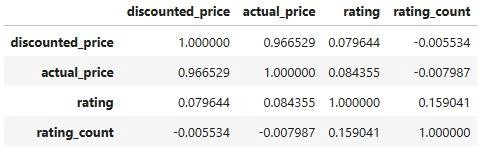 discounted_price actual_price rating rating_count
discounted_price 1.000000 0.966529 0.079644 -0.005534
actual_price 0.966529 1.000000 0.084355 -0.007987
rating 0.079644 0.084355 1.000000 0.159041
rating_count -0.005534 -0.007987 0.159041 1.000000